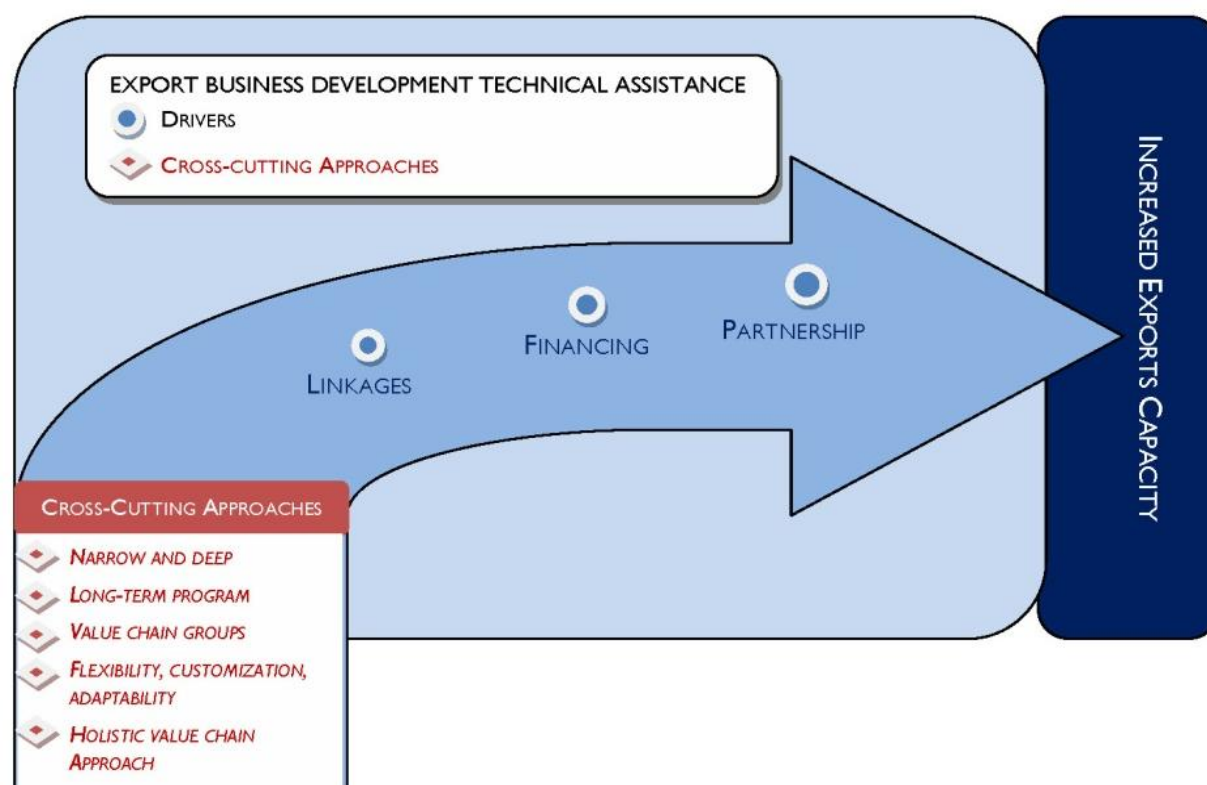 EXPORT BUSINESS DEVELOPMENT TECHNICAL ASSISTANCE
DRIVERS
CROSS-CUTTING APPROACHES
LINKAGES
FINANCING
PARTNERSHIP
INCREASED EXPORTS CAPACITY
CROSS-CUTTING APPROACHES
NARROW AND DEEP
LONG-TERM PROGRAM
VALUE CHAIN GROUPS
FLEXIBILITY, CUSTOMIZATION,
ADAPTABILITY
HOLISTIC VALUE CHAIN
APPROACH